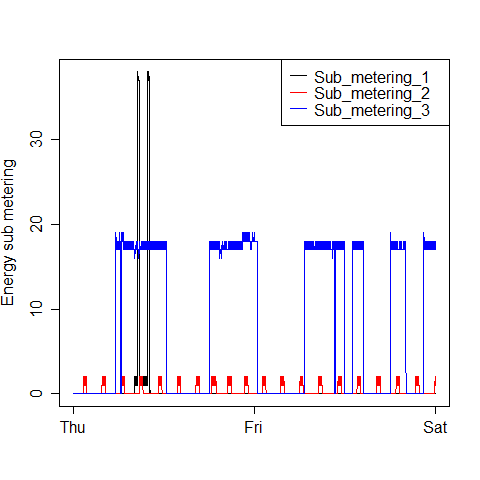 Sub_metering_1
Sub_metering_2
Sub_metering_3
Energy sub metering
30
20
10
0
Thu Fri Sat